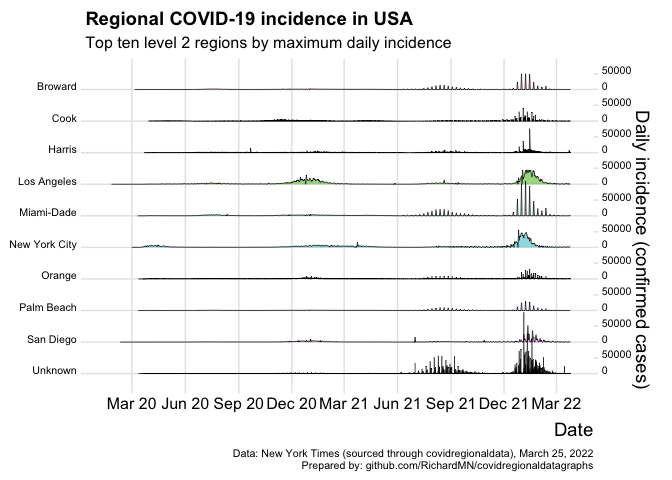 Regional COVID-19 incidence in USA
Top ten level 2 regions by maximum daily incidence
Broward
50000
0
Cook
50000
0
Harris
50000
0
Los Angeles
50000
0
Miami-Dade
50000
0
New York City
50000
0
Orange
50000
0
Palm Beach
50000
0
San Diego
50000
0
Unknown
50000
0
Daily incidence (confirmed cases)
Mar 20 Jun 20 Sep 20 Dec 20 Mar 21 Jun 21 Sep 21 Dec 21 Mar 22
Date
Data: New York Times (sourced through covidregionaldata), March 25, 2022
Prepared by: github.com/RichardMN/covidregionaldatagraphs